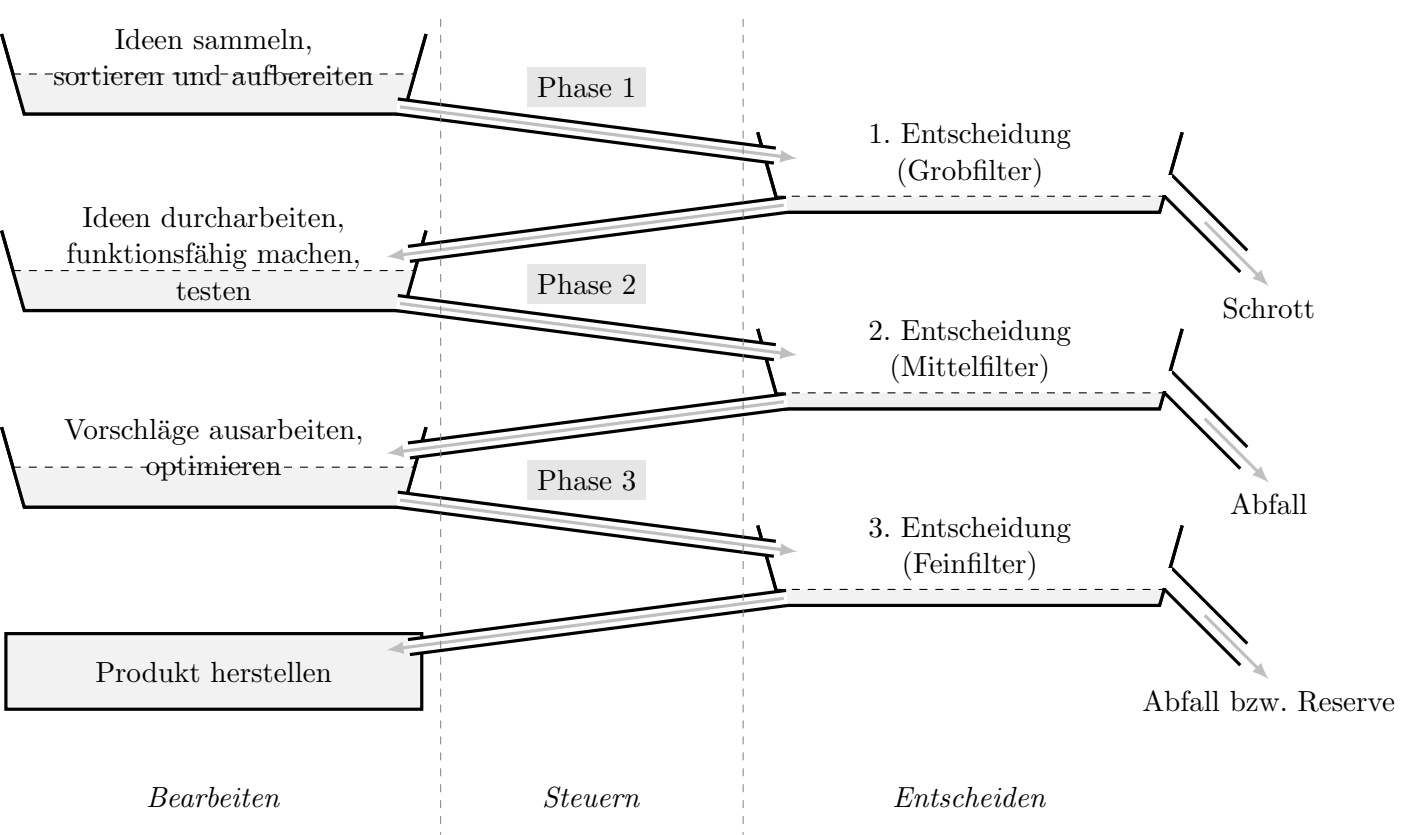 Ideen sammeln,
sortieren und aufbereiten
Phase 1
1. Entscheidung
(Grobfilter)
Schrott
Ideen durcharbeiten,
funktionsfähig machen,
testen
Phase 2
2. Entscheidung
(Mittelfilter)
Abfall
Vorschläge ausarbeiten,
optimieren
Phase 3
3. Entscheidung
(Feinfilter)
Abfall bzw. Reserve
Produkt herstellen
Bearbeiten
Steuern
Entscheiden